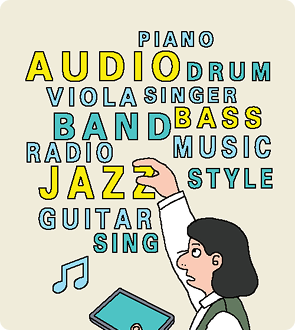 PIANO
AUDIO DRUM
VIOLA SINGER
BAND BASS
RADIO MUSIC
JAZZ STYLE
GUITAR
SING